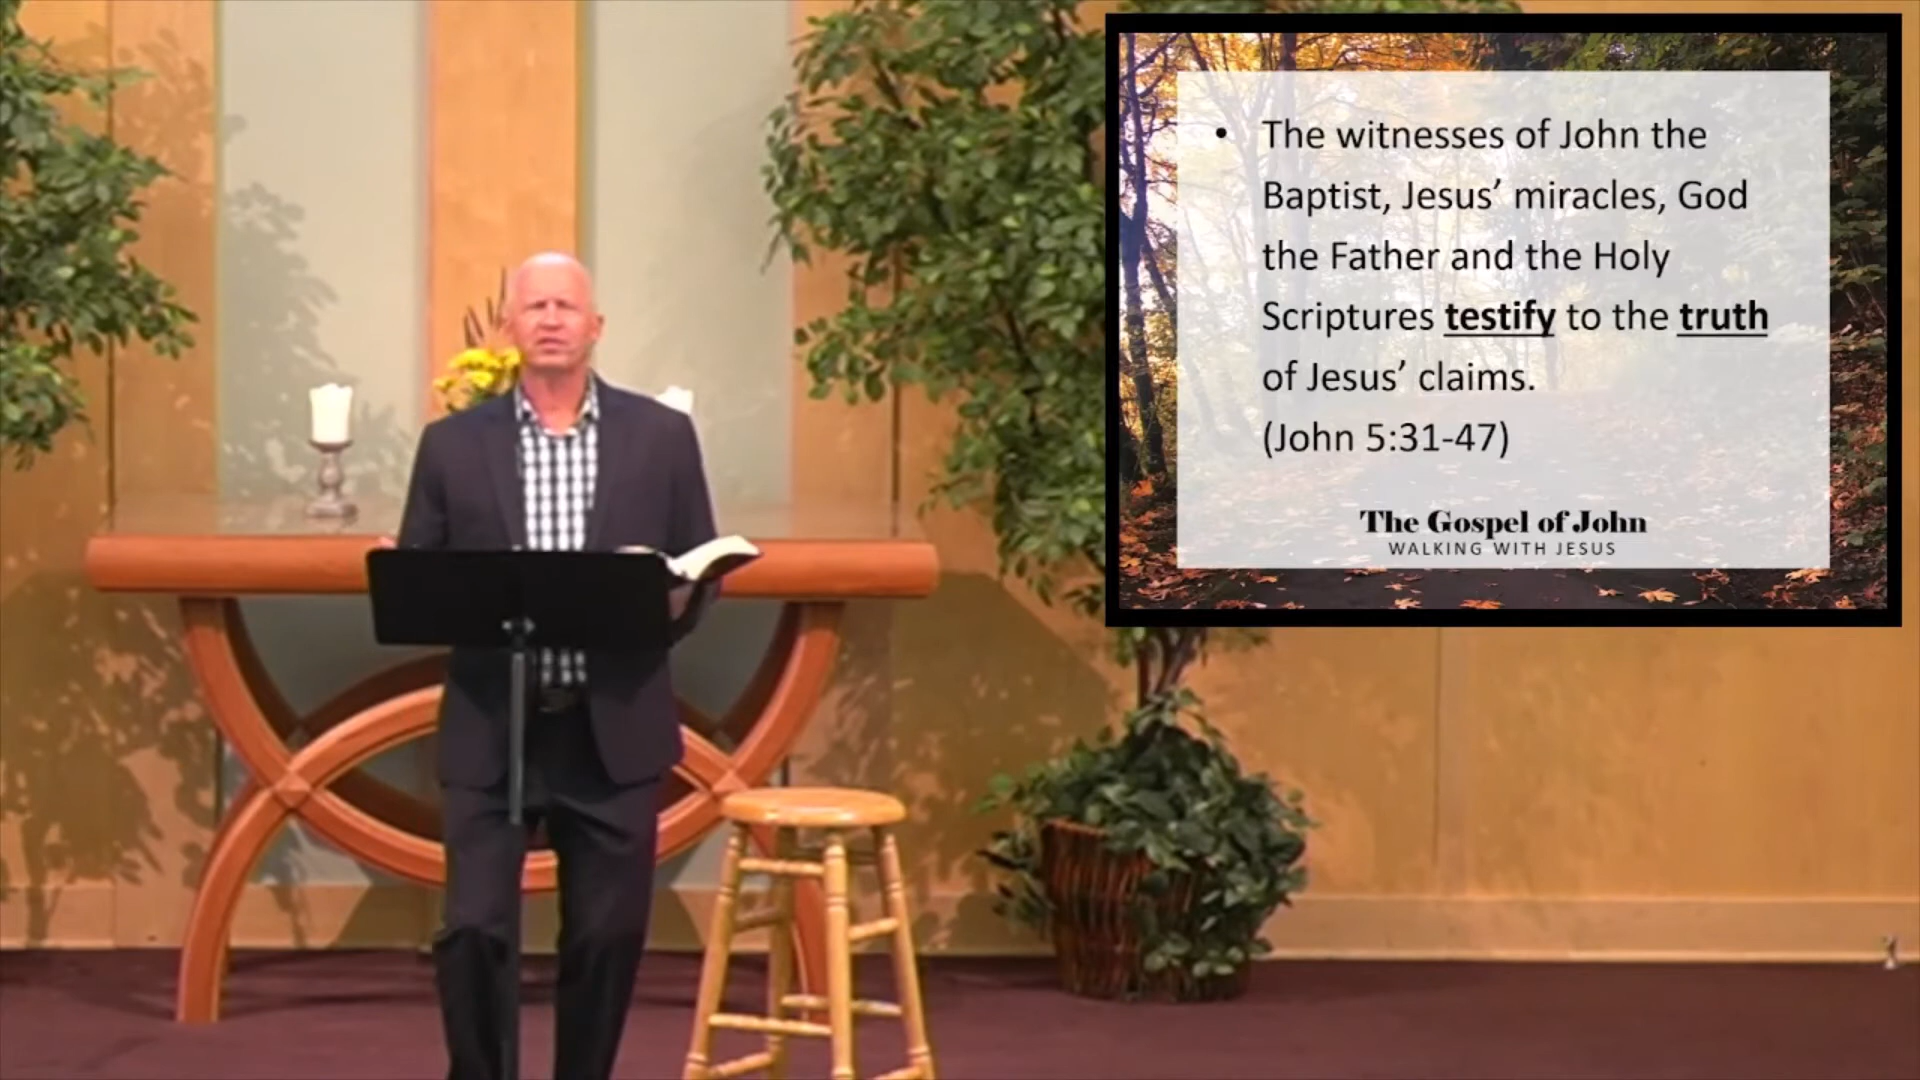 • The witnesses of John the
Baptist, Jesus’ miracles, God
the Father and the Holy
Scriptures testify to the truth
of Jesus’ claims.
(John 5:31-47)
The Gospel of John
WALKING WITH JESUS